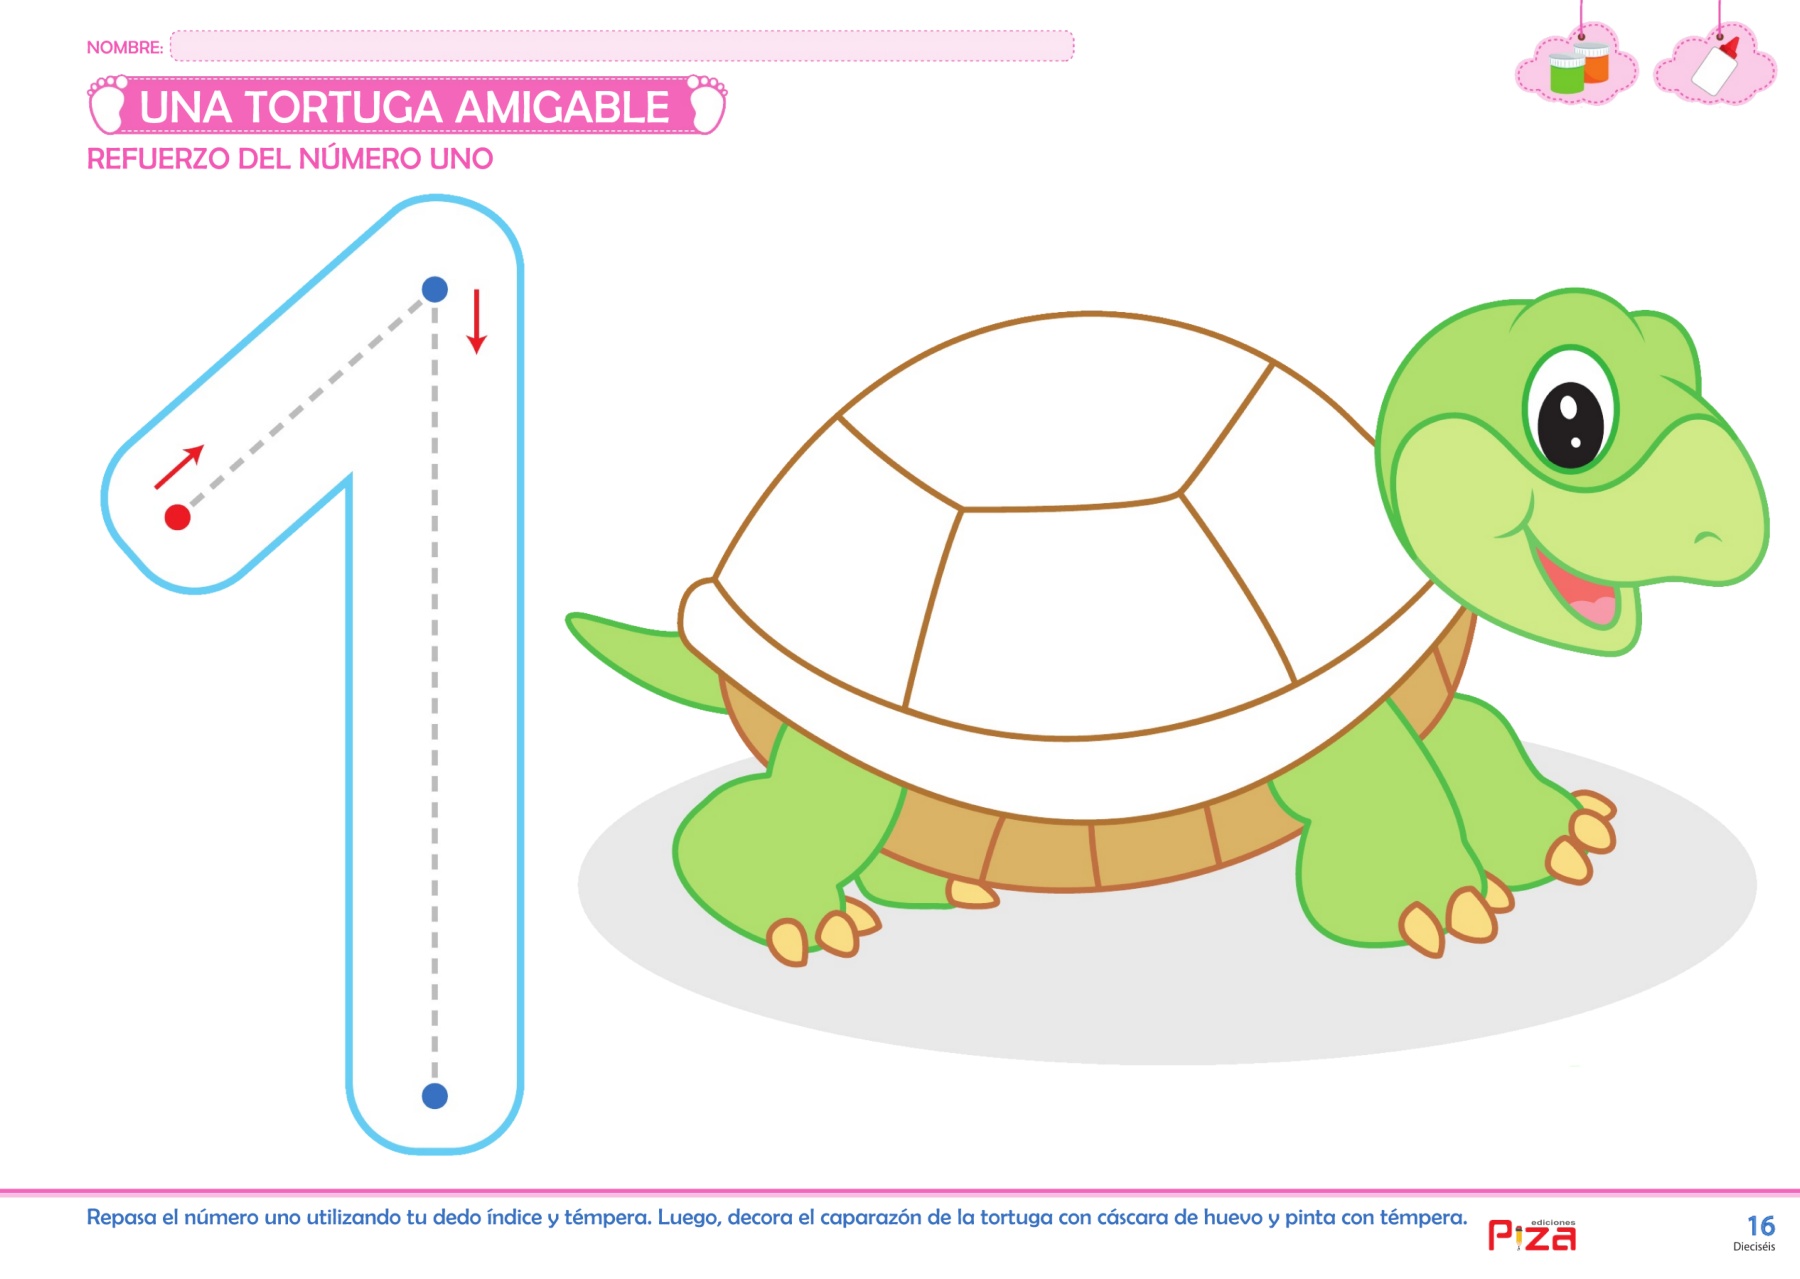 NOMBRE:
UNA TORTUGA AMIGABLE
REFUERZO DEL NÚMERO UNO
1
Repasa el número uno utilizando tu dedo índice y témpera. Luego, decora el caparazón de la tortuga con cáscara de huevo y pinta con témpera.
ediciones
Piza
16
Dieciséis